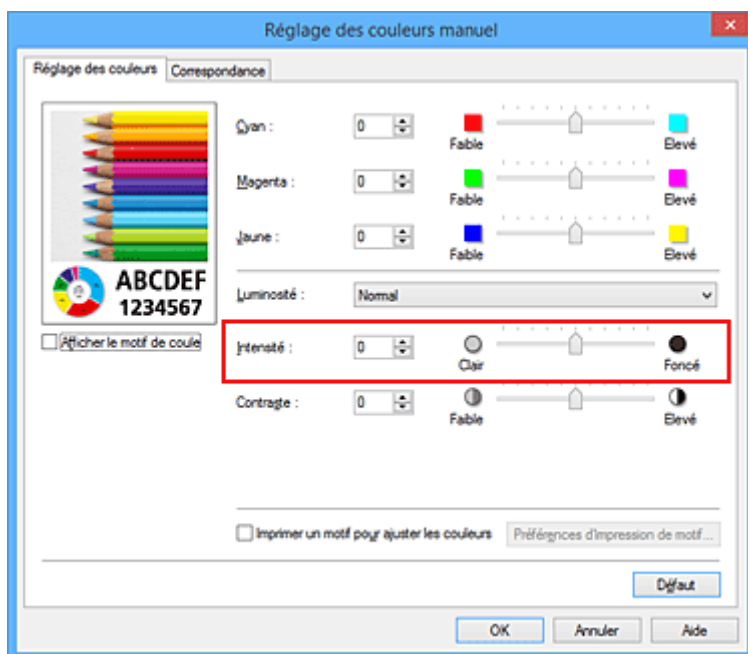 Réglage des couleurs manuel
Réglage des couleurs
Correspondance
Cyan :
0
Faible
Elevé
Magenta :
0
Faible
Elevé
Jaune :
0
Faible
Elevé
ABCDEF
1234567
Afficher le motif de coule
Luminosité :
Normal
Intensité :
0
Clair
Foncé
Contraste :
0
Faible
Elevé
Imprimer un motif pour ajuster les couleurs
Préférences d'impression de motif...
Défaut
OK
Annuler
Aide